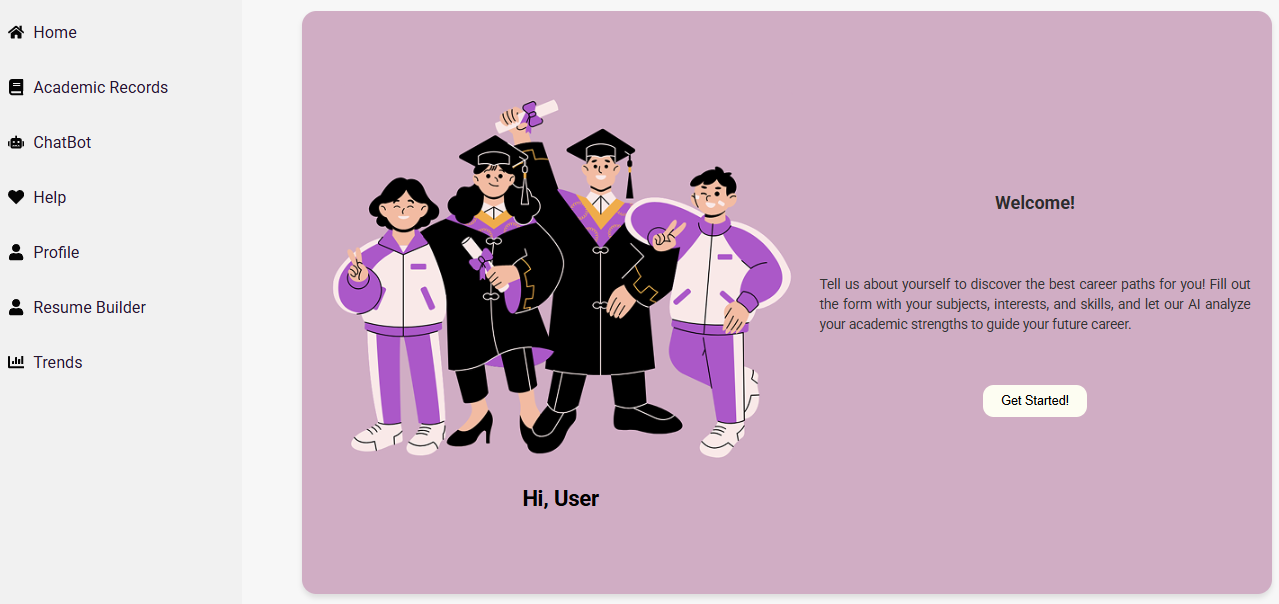 Home
Academic Records
ChatBot
Help
Profile
Resume Builder
Trends
Hi, User
Welcome!
Tell us about yourself to discover the best career paths for you! Fill out
the form with your subjects, interests, and skills, and let our AI analyze
your academic strengths to guide your future career.
Get Started!